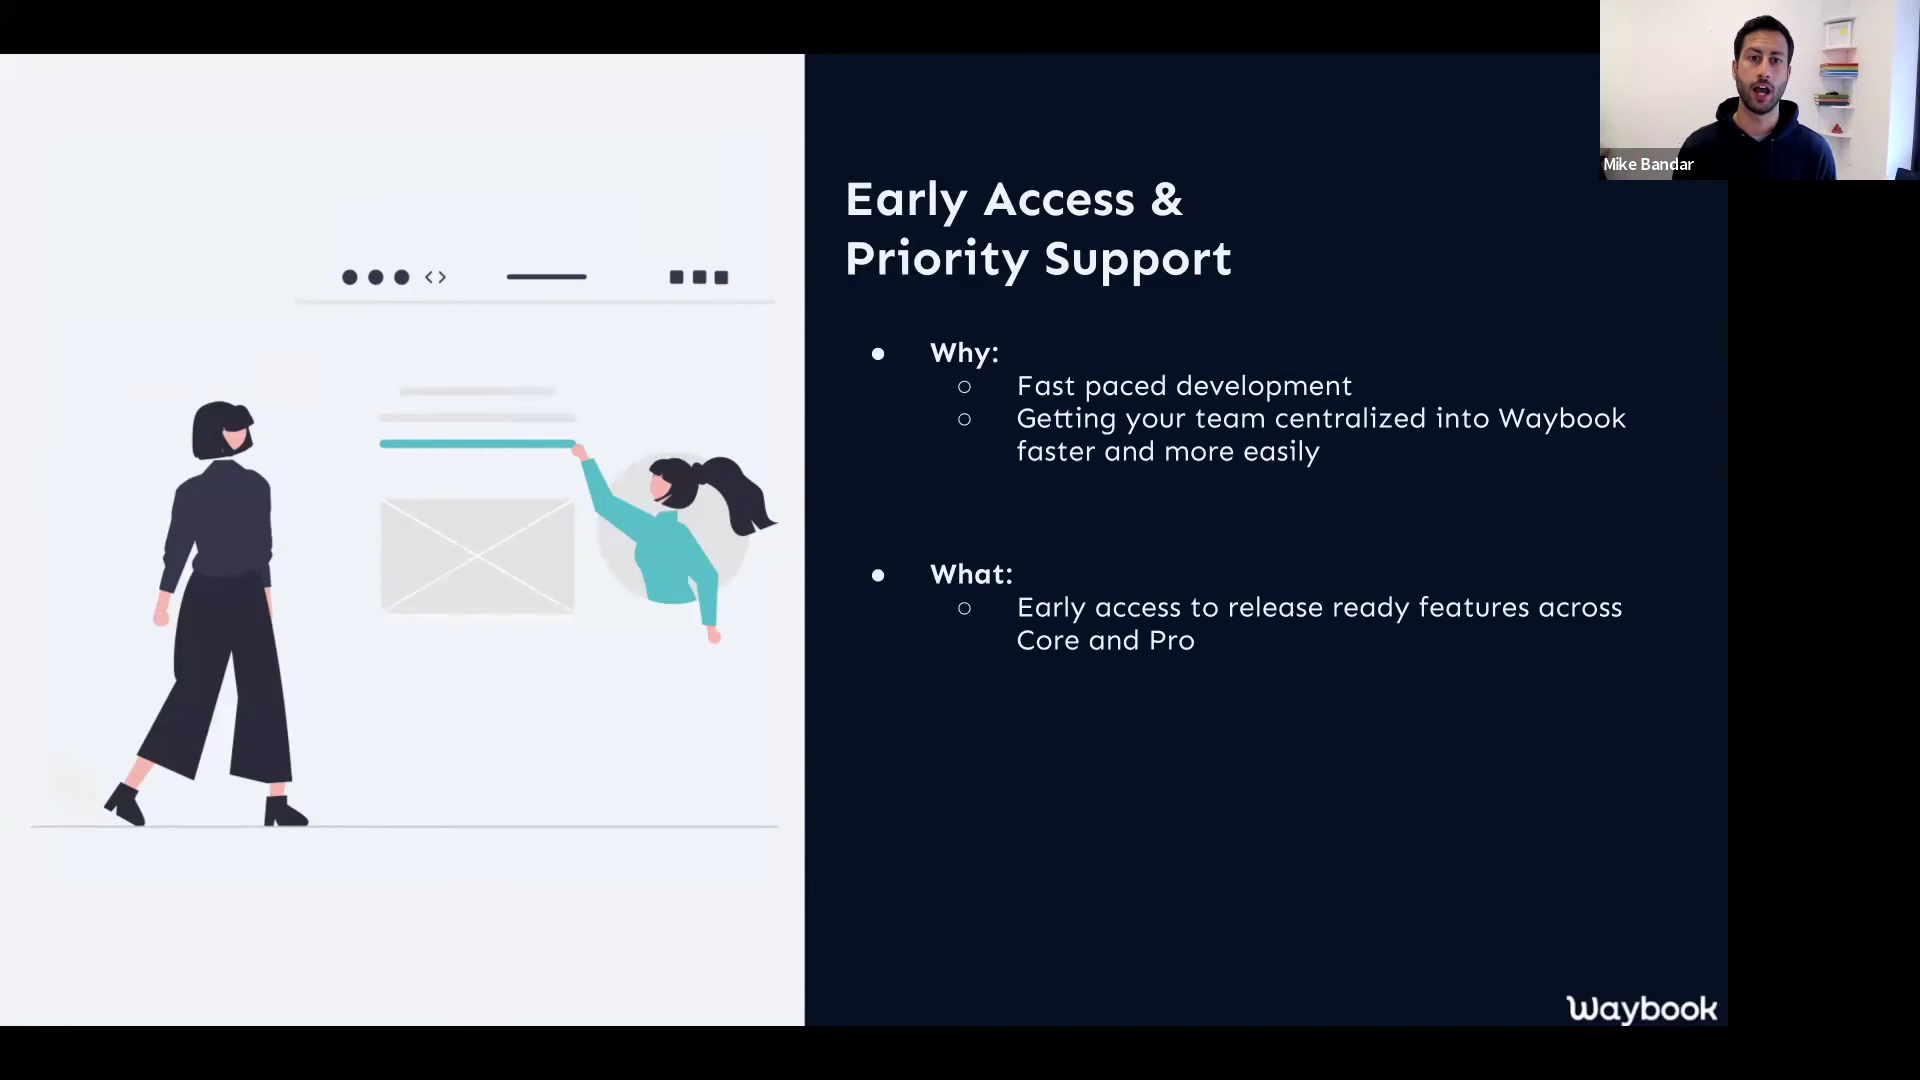 Mike Bandar
Early Access &
Priority Support
● Why:
○ Fast paced development
○ Getting your team centralized into Waybook
faster and more easily
● What:
○ Early access to release ready features across
Core and Pro
Waybook